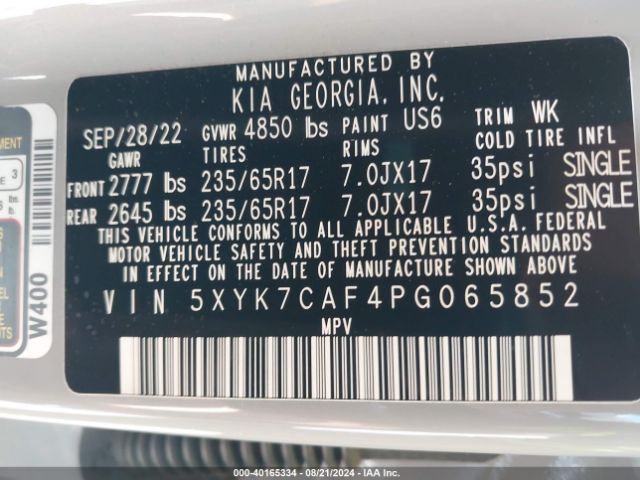 MANUFACTURED BY
KIA GEORGIA, INC.
SEP/28/22 GVWR 4850 lbs PAINT US6 TRIM WK
GAWR TIRES RIMS COLD TIRE INFL
FRONT 2777 lbs 235/65R17 7.0JX17 35psi SINGLE
REAR 2645 lbs 235/65R17 7.0JX17 35psi SINGLE
THIS VEHICLE CONFORMS TO ALL APPLICABLE U.S.A. FEDERAL
MOTOR VEHICLE SAFETY AND THEFT PREVENTION STANDARDS
IN EFFECT ON THE DATE OF MANUFACTURE SHOWN ABOVE
VIN 5XYK7CAF4PG065852
MPV
W400
3
lbs.
000-40165334 - 08/21/2024 - IAA Inc.